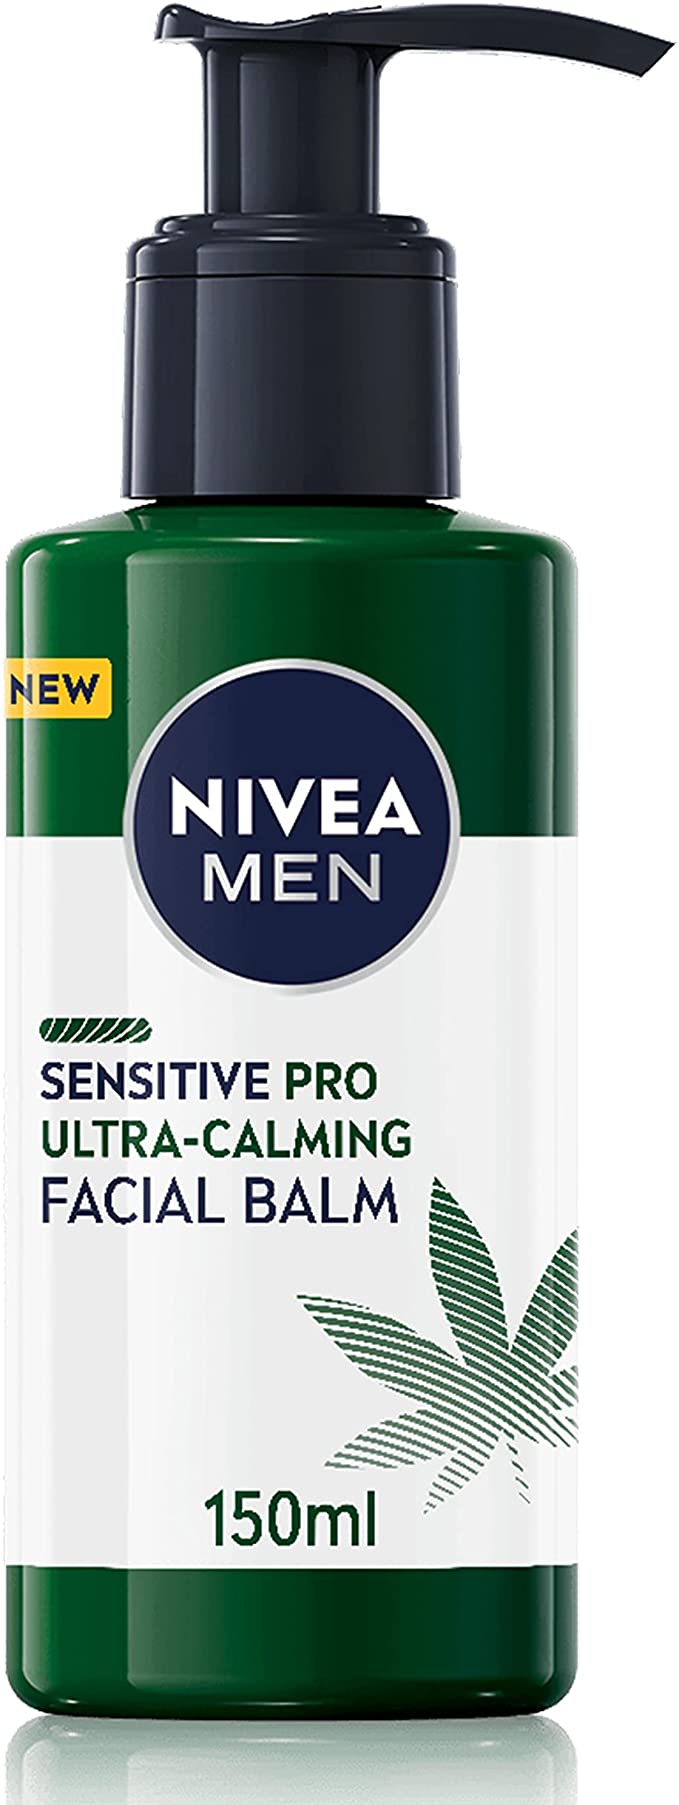 NEW
NIVEA
MEN
SENSITIVE PRO
ULTRA-CALMING
FACIAL BALM
150ml